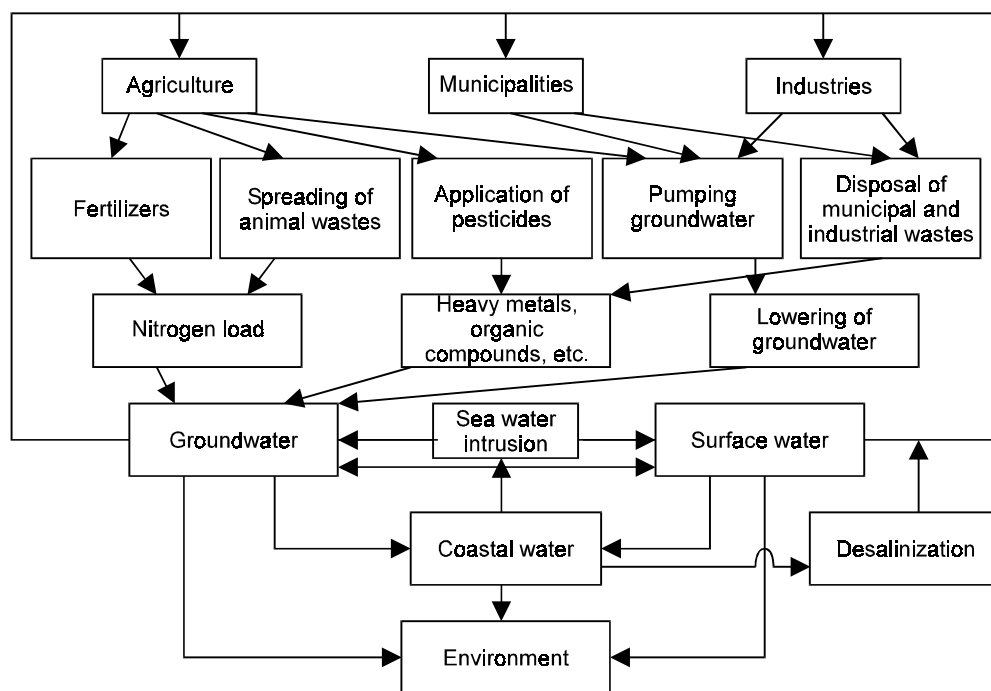 Agriculture
Municipalities
Industries
Fertilizers
Spreading of
animal wastes
Application of
pesticides
Pumping
groundwater
Disposal of
municipal and
industrial wastes
Nitrogen load
Heavy metals,
organic
compounds, etc.
Lowering of
groundwater
Groundwater
Sea water
intrusion
Surface water
Coastal water
Desalinization
Environment